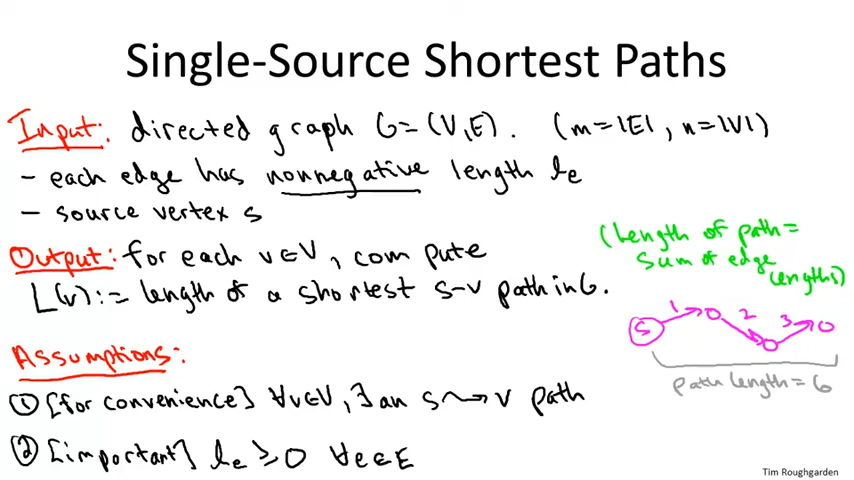 Single-Source Shortest Paths
Input: directed graph G=(V,E). (m=|E|, n=|V|)
- each edge has nonnegative length le
- source vertex s
Output: for each v∈V, compute
L(v) := length of a shortest s-v path in G.
(length of path =
sum of edge
lengths)
S 1 2 3
path length = 6
Assumptions:
① [for convenience] ∀v∈V, ∃ an s⇝v path
② [important] le ≥ 0 ∀e∈E
Tim Roughgarden